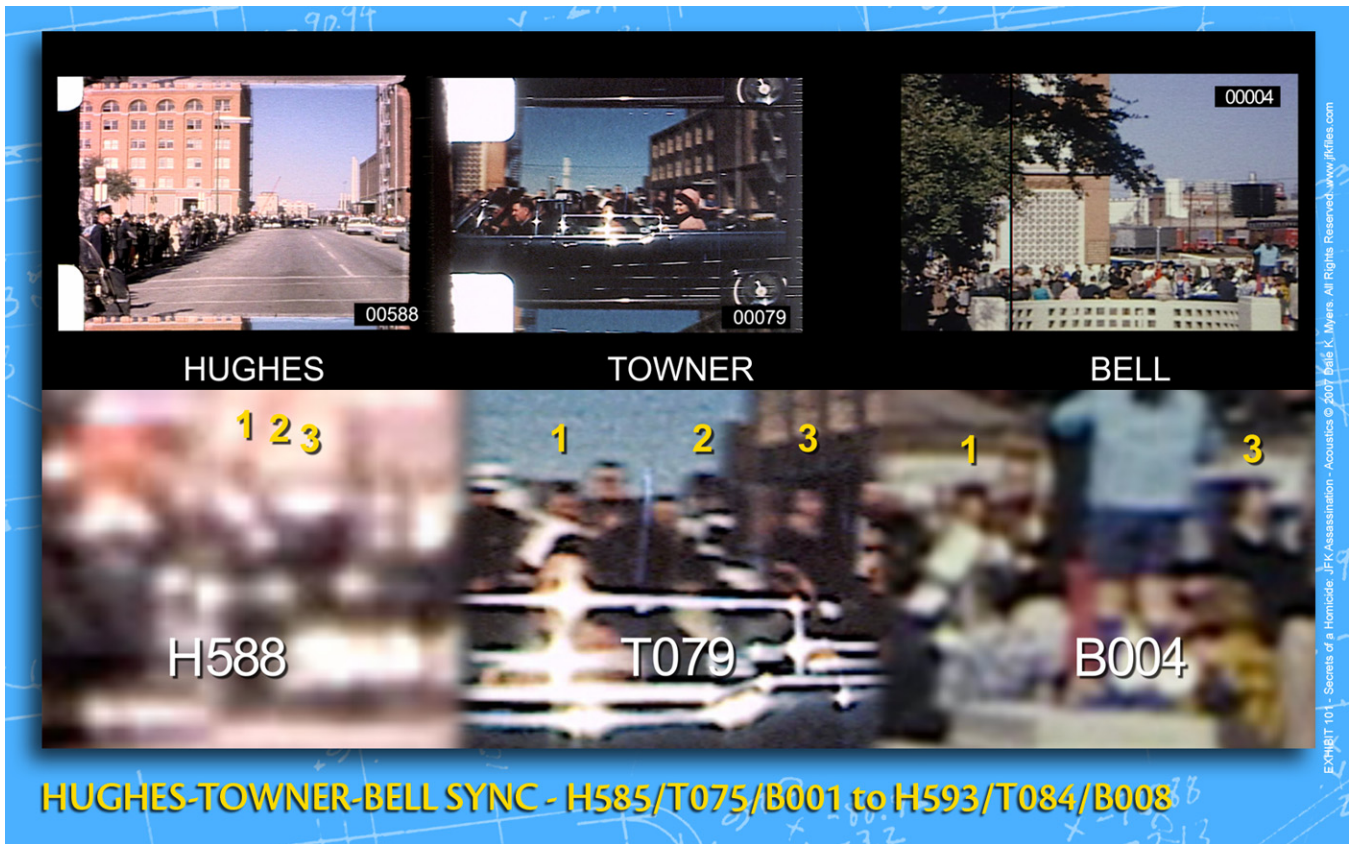 00588
00079
00004
HUGHES
TOWNER
BELL
1 2 3
1 2 3
1 3
H588
T079
B004
HUGHES-TOWNER-BELL SYNC - H585/T075/B001 to H593/T084/B008
EXHIBIT 101 - Secrets of a Homicide: JFK Assassination - Acoustics © 2007 Dale K. Myers. All Rights Reserved. www.jfkfiles.com
90.94